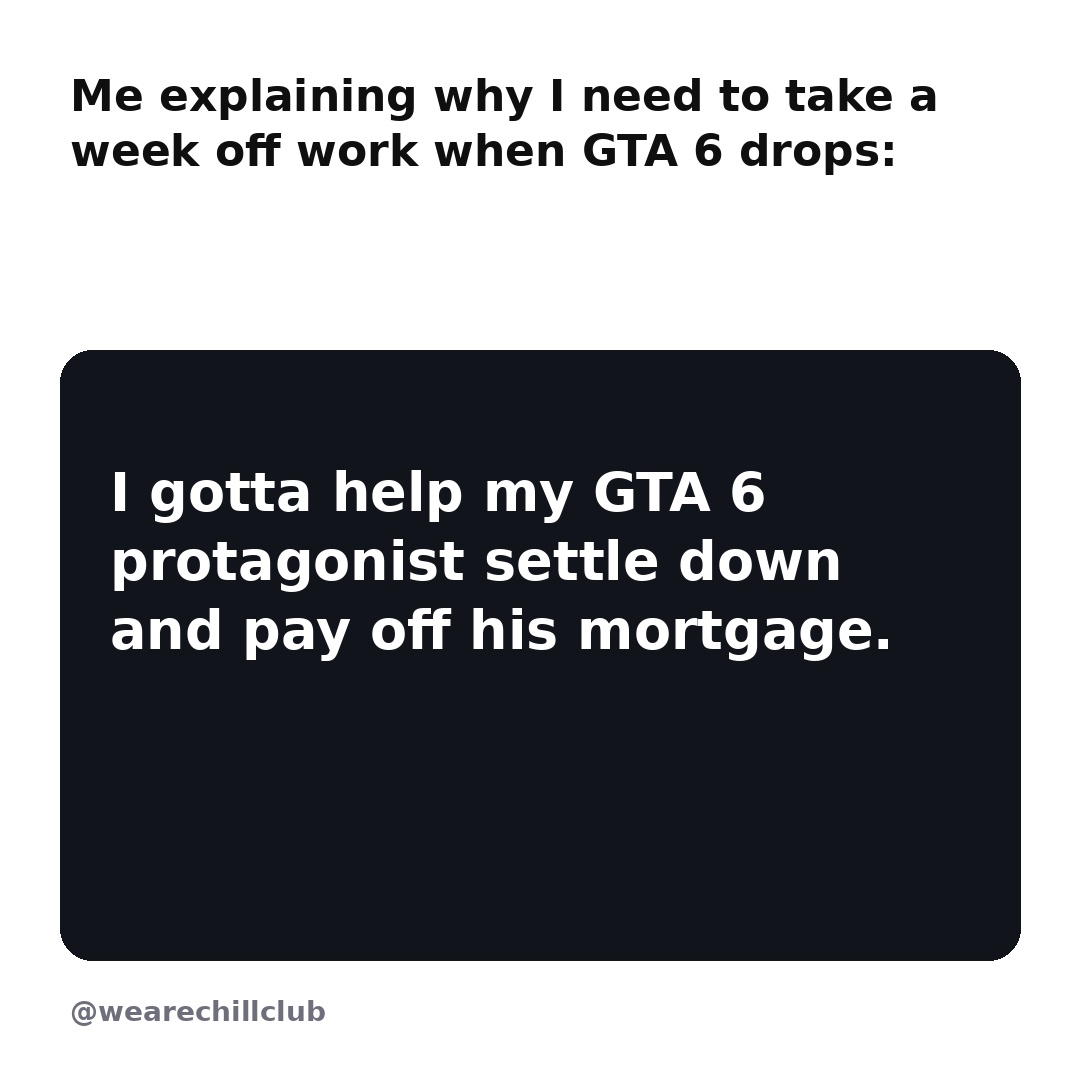 Me explaining why I need to take a
week off work when GTA 6 drops:
I gotta help my GTA 6
protagonist settle down
and pay off his mortgage.
@wearechillclub